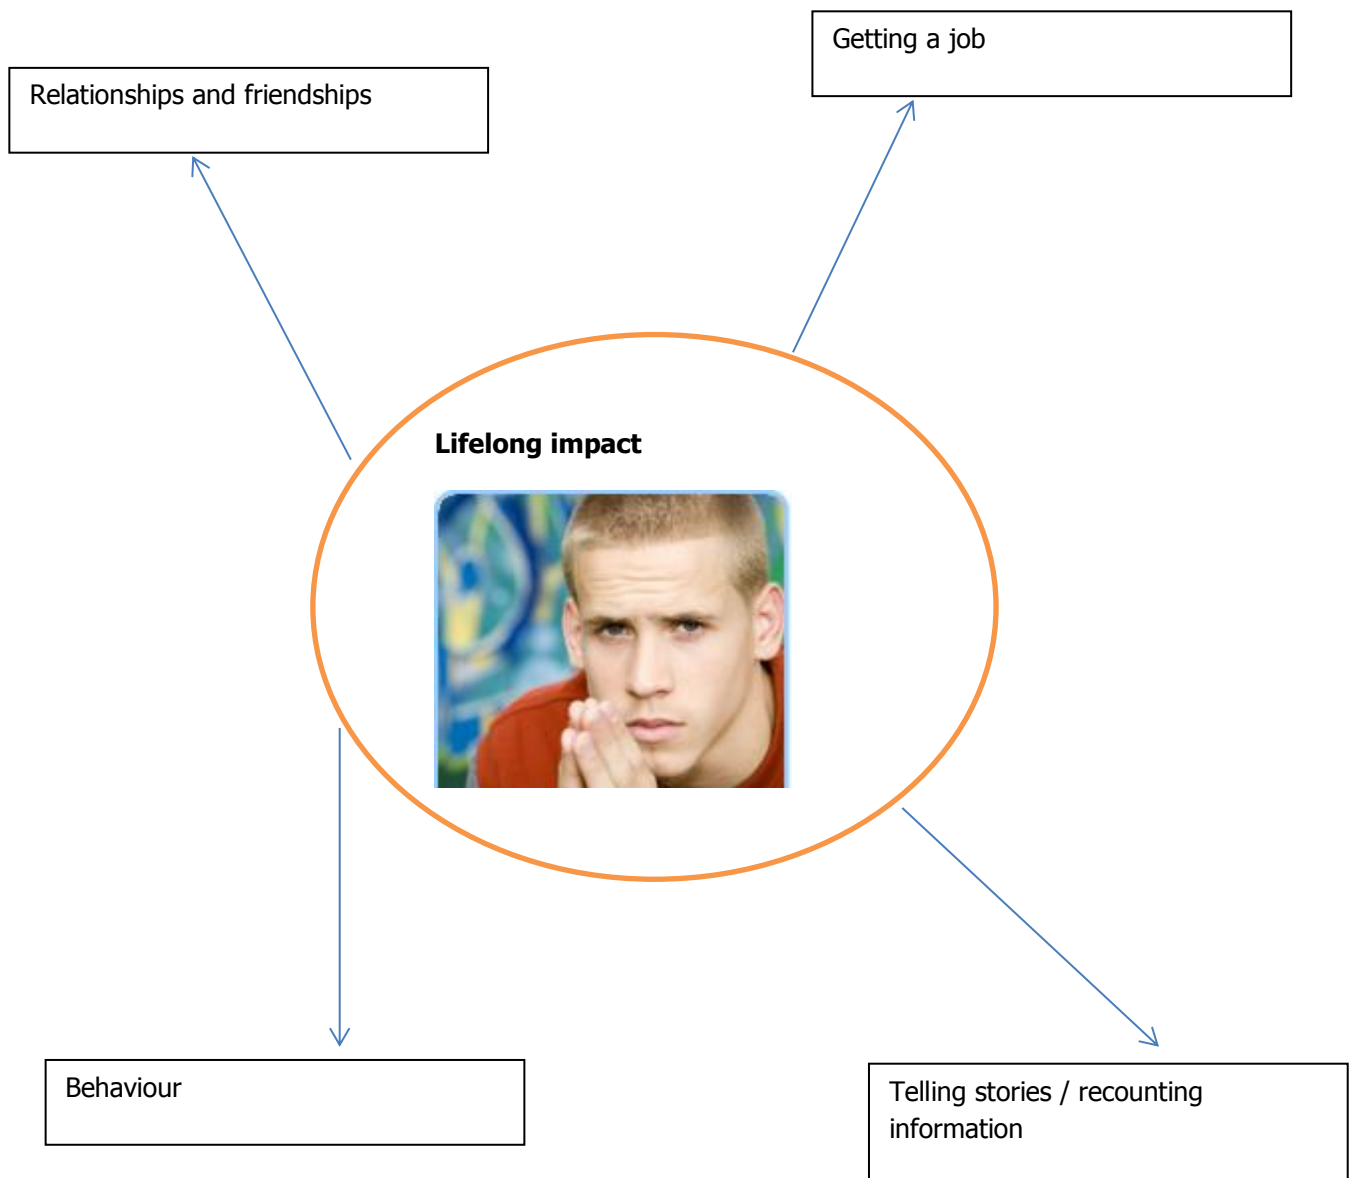 Getting a job
Relationships and friendships
Lifelong impact
Behaviour
Telling stories / recounting
information